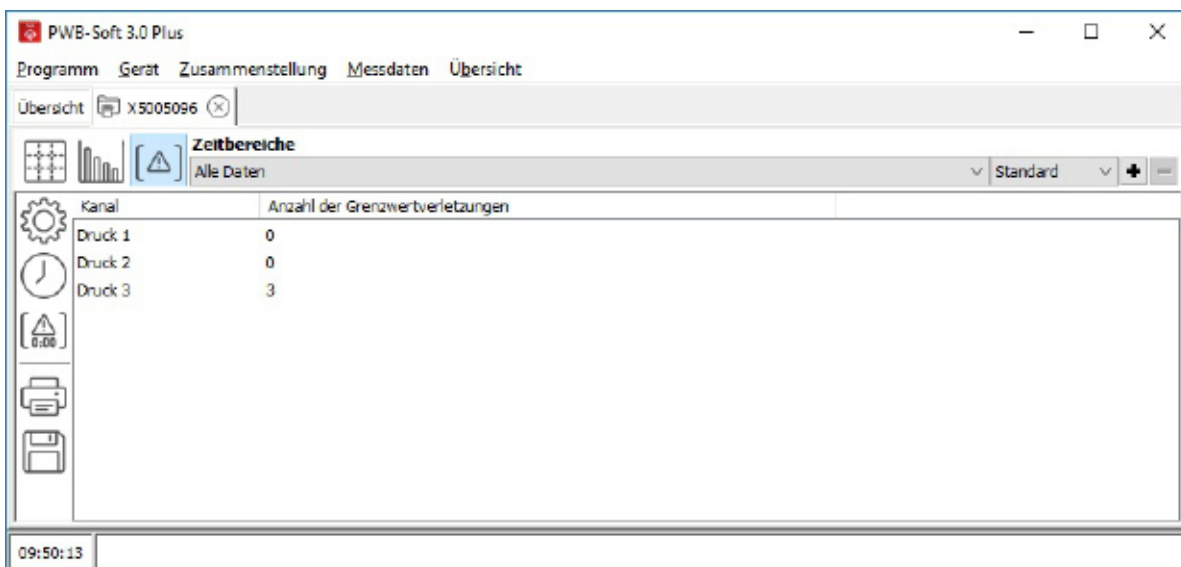 PWB-Soft 3.0 Plus
Programm Gerät Zusammenstellung Messdaten Übersicht
Übersicht X5005096
Zeitbereiche
Alle Daten Standard
Kanal Anzahl der Grenzwertverletzungen
Druck 1 0
Druck 2 0
Druck 3 3
0:00
09:50:13